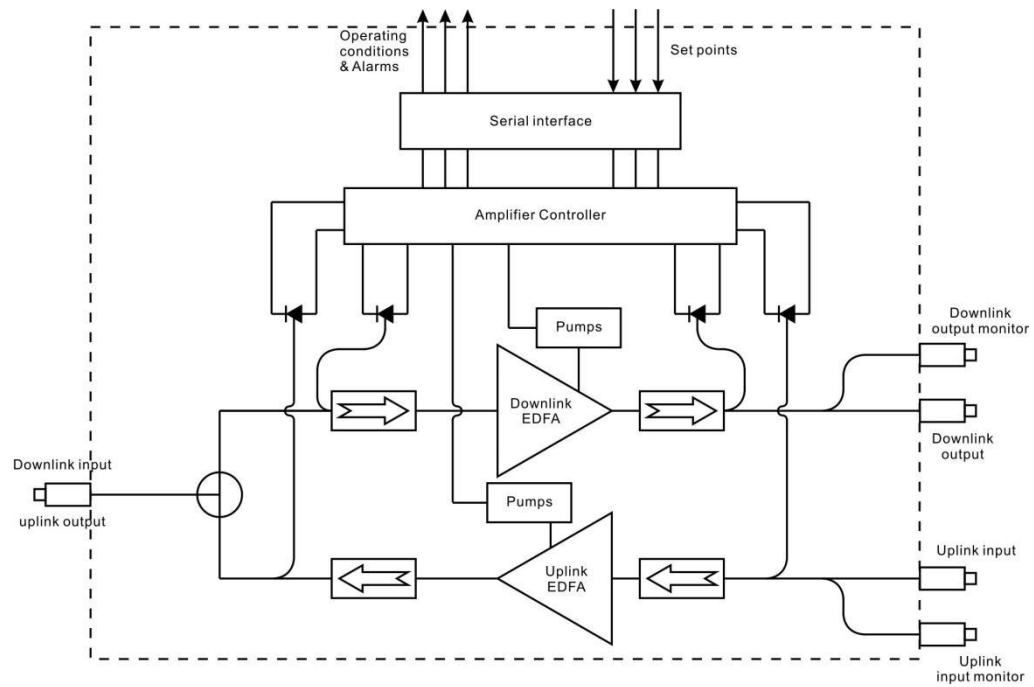 Operating
conditions
& Alarms
Set points
Serial interface
Amplifier Controller
Pumps
Downlink
output monitor
Downlink
EDFA
Downlink
output
Downlink input
uplink output
Pumps
Uplink
EDFA
Uplink input
Uplink
input monitor